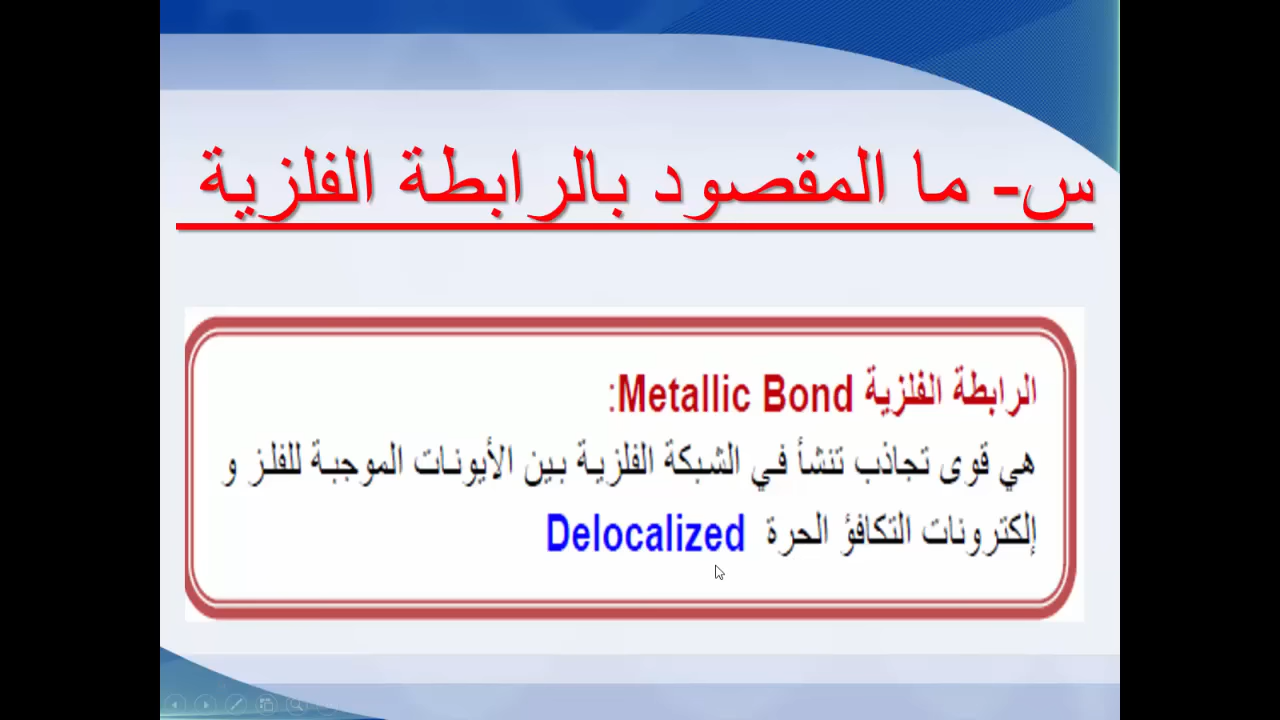 س- ما المقصود بالرابطة الفلزية
الرابطة الفلزية Metallic Bond:
هي قوى تجاذب تنشأ في الشبكة الفلزية بين الأيونات الموجبة للفلز و
إلكترونات التكافؤ الحرة Delocalized